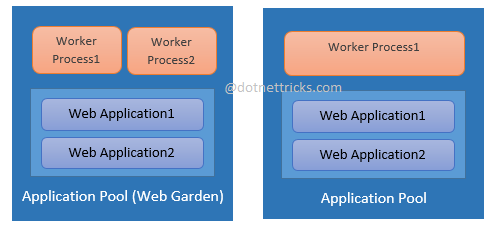 Worker
Process1
Worker
Process2
Web Application1
Web Application2
Application Pool (Web Garden)
@dotnettricks.com
Worker Process1
Web Application1
Web Application2
Application Pool